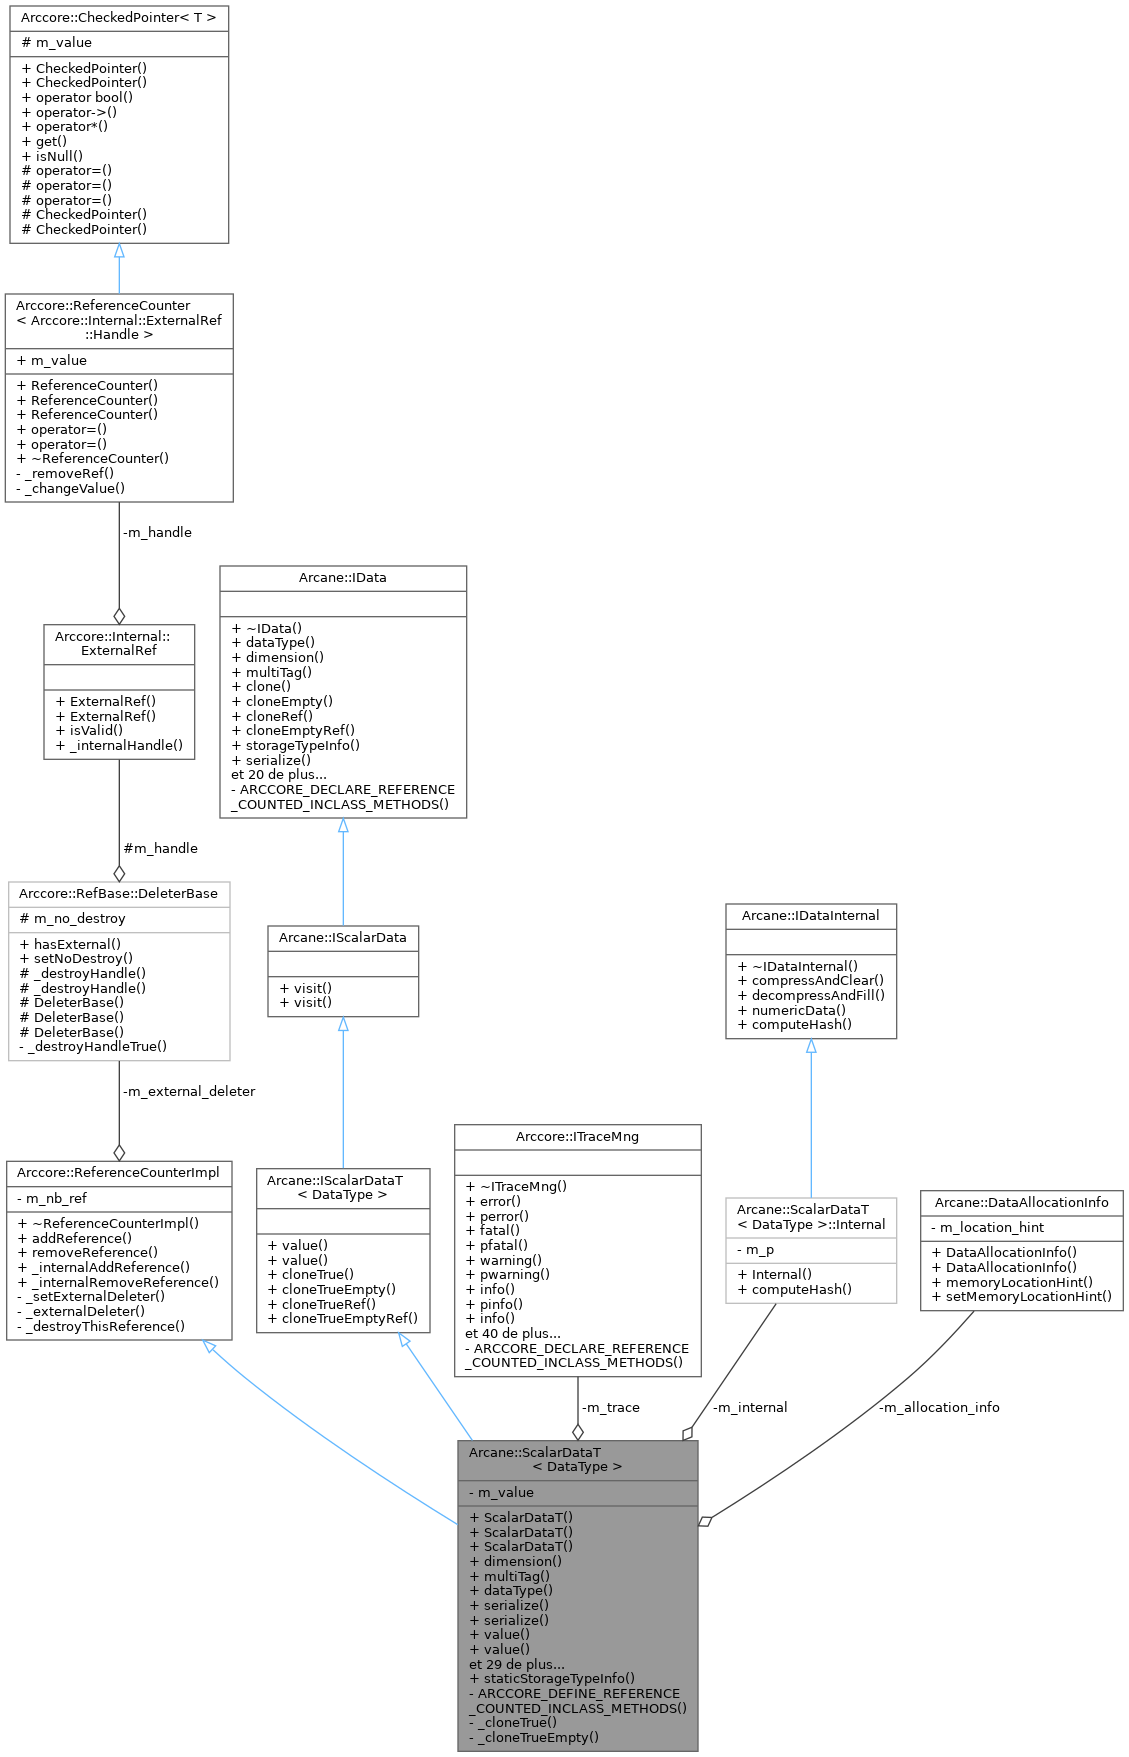 Arccore::CheckedPointer< T >
# m_value
+ CheckedPointer()
+ CheckedPointer()
+ operator bool()
+ operator->()
+ operator*()
+ get()
+ isNull()
# operator=()
# operator=()
# operator=()
# CheckedPointer()
# CheckedPointer()
Arccore::ReferenceCounter
< Arccore::Internal::ExternalRef
::Handle >
+ m_value
+ ReferenceCounter()
+ ReferenceCounter()
+ ReferenceCounter()
+ operator=()
+ operator=()
+ ~ReferenceCounter()
- _removeRef()
- _changeValue()
-m_handle
Arccore::Internal::
ExternalRef
+ ExternalRef()
+ ExternalRef()
+ isValid()
+ _internalHandle()
#m_handle
Arccore::RefBase::DeleterBase
# m_no_destroy
+ hasExternal()
+ setNoDestroy()
# _destroyHandle()
# _destroyHandle()
# DeleterBase()
# DeleterBase()
# DeleterBase()
- _destroyHandleTrue()
-m_external_deleter
Arccore::ReferenceCounterImpl
- m_nb_ref
+ ~ReferenceCounterImpl()
+ addReference()
+ removeReference()
+ _internalAddReference()
+ _internalRemoveReference()
- _setExternalDeleter()
- _externalDeleter()
- _destroyThisReference()
Arcane::IData
+ ~IData()
+ dataType()
+ dimension()
+ multiTag()
+ clone()
+ cloneEmpty()
+ cloneRef()
+ cloneEmptyRef()
+ storageTypeInfo()
+ serialize()
et 20 de plus...
- ARCCORE_DECLARE_REFERENCE
_COUNTED_INCLASS_METHODS()
Arcane::IScalarData
+ visit()
+ visit()
Arcane::IScalarDataT
< DataType >
+ value()
+ value()
+ cloneTrue()
+ cloneTrueEmpty()
+ cloneTrueRef()
+ cloneTrueEmptyRef()
Arccore::ITraceMng
+ ~ITraceMng()
+ error()
+ perror()
+ fatal()
+ pfatal()
+ warning()
+ pwarning()
+ info()
+ pinfo()
+ info()
et 40 de plus...
- ARCCORE_DECLARE_REFERENCE
_COUNTED_INCLASS_METHODS()
-m_trace
Arcane::IDataInternal
+ ~IDataInternal()
+ compressAndClear()
+ decompressAndFill()
+ numericData()
+ computeHash()
Arcane::ScalarDataT
< DataType >::Internal
- m_p
+ Internal()
+ computeHash()
-m_internal
Arcane::DataAllocationInfo
- m_location_hint
+ DataAllocationInfo()
+ DataAllocationInfo()
+ memoryLocationHint()
+ setMemoryLocationHint()
-m_allocation_info
Arcane::ScalarDataT
< DataType >
- m_value
+ ScalarDataT()
+ ScalarDataT()
+ ScalarDataT()
+ dimension()
+ multiTag()
+ dataType()
+ serialize()
+ serialize()
+ value()
+ value()
et 29 de plus...
+ staticStorageTypeInfo()
- ARCCORE_DEFINE_REFERENCE
_COUNTED_INCLASS_METHODS()
- _cloneTrue()
- _cloneTrueEmpty()